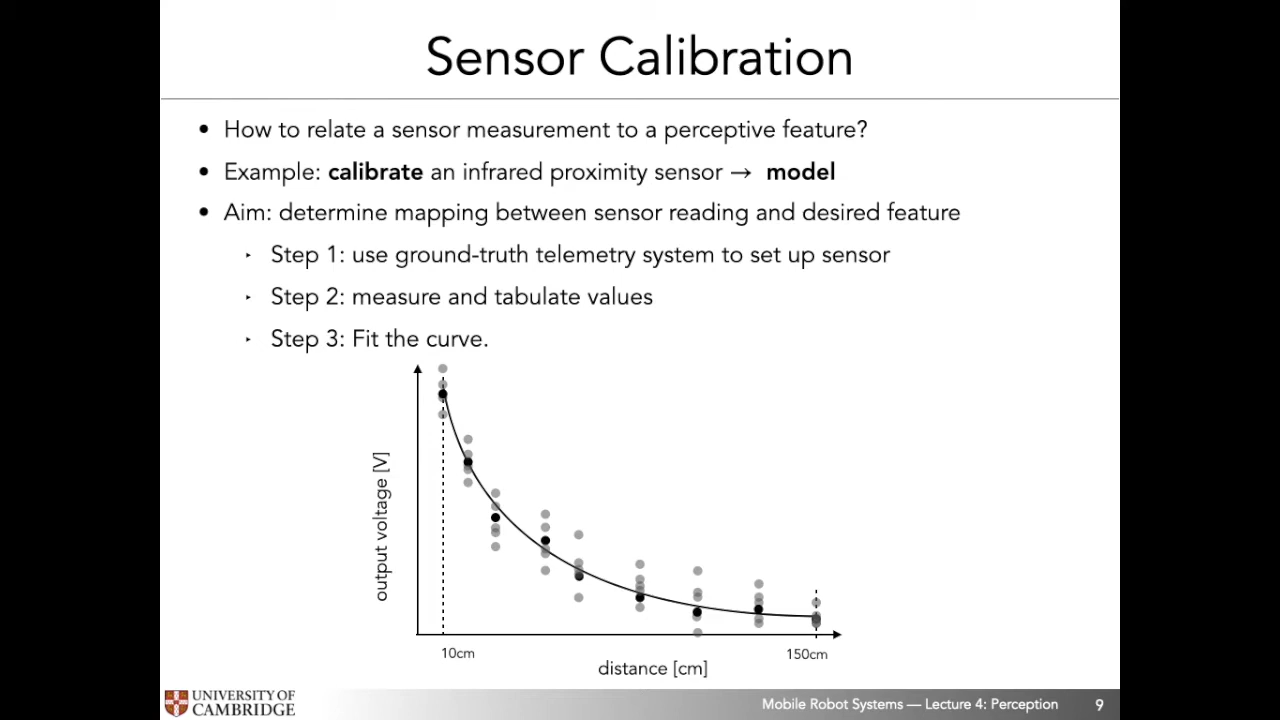 Sensor Calibration
• How to relate a sensor measurement to a perceptive feature?
• Example: calibrate an infrared proximity sensor → model
• Aim: determine mapping between sensor reading and desired feature
‣ Step 1: use ground-truth telemetry system to set up sensor
‣ Step 2: measure and tabulate values
‣ Step 3: Fit the curve.
output voltage [V]
10cm
150cm
distance [cm]
UNIVERSITY OF
CAMBRIDGE
Mobile Robot Systems — Lecture 4: Perception
9